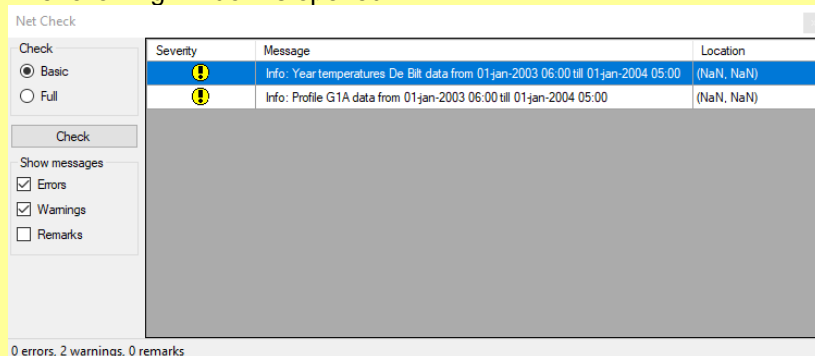 Net Check
Check
Basic
Full
Check
Show messages
Errors
Warnings
Remarks
Severity Message Location
Info: Year temperatures De Bilt data from 01-jan-2003 06:00 till 01-jan-2004 05:00 (NaN, NaN)
Info: Profile G1A data from 01-jan-2003 06:00 till 01-jan-2004 05:00 (NaN, NaN)
0 errors, 2 warnings, 0 remarks